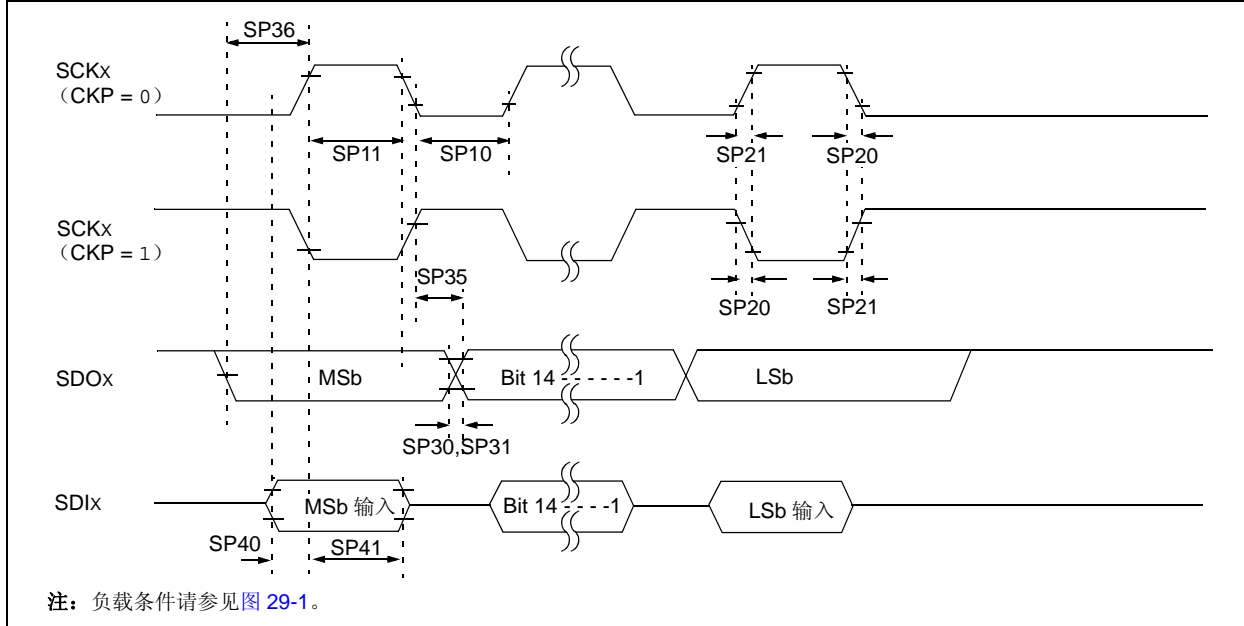 SP36
SCKx
（CKP = 0）
SP11
SP10
SP21
SP20
SCKx
（CKP = 1）
SP35
SP20
SP21
SDOx
MSb
Bit 14 - - - - - -1
LSb
SP30,SP31
SDIx
MSb 输入
Bit 14 - - - - -1
LSb 输入
SP40
SP41
注：负载条件请参见图 29-1。